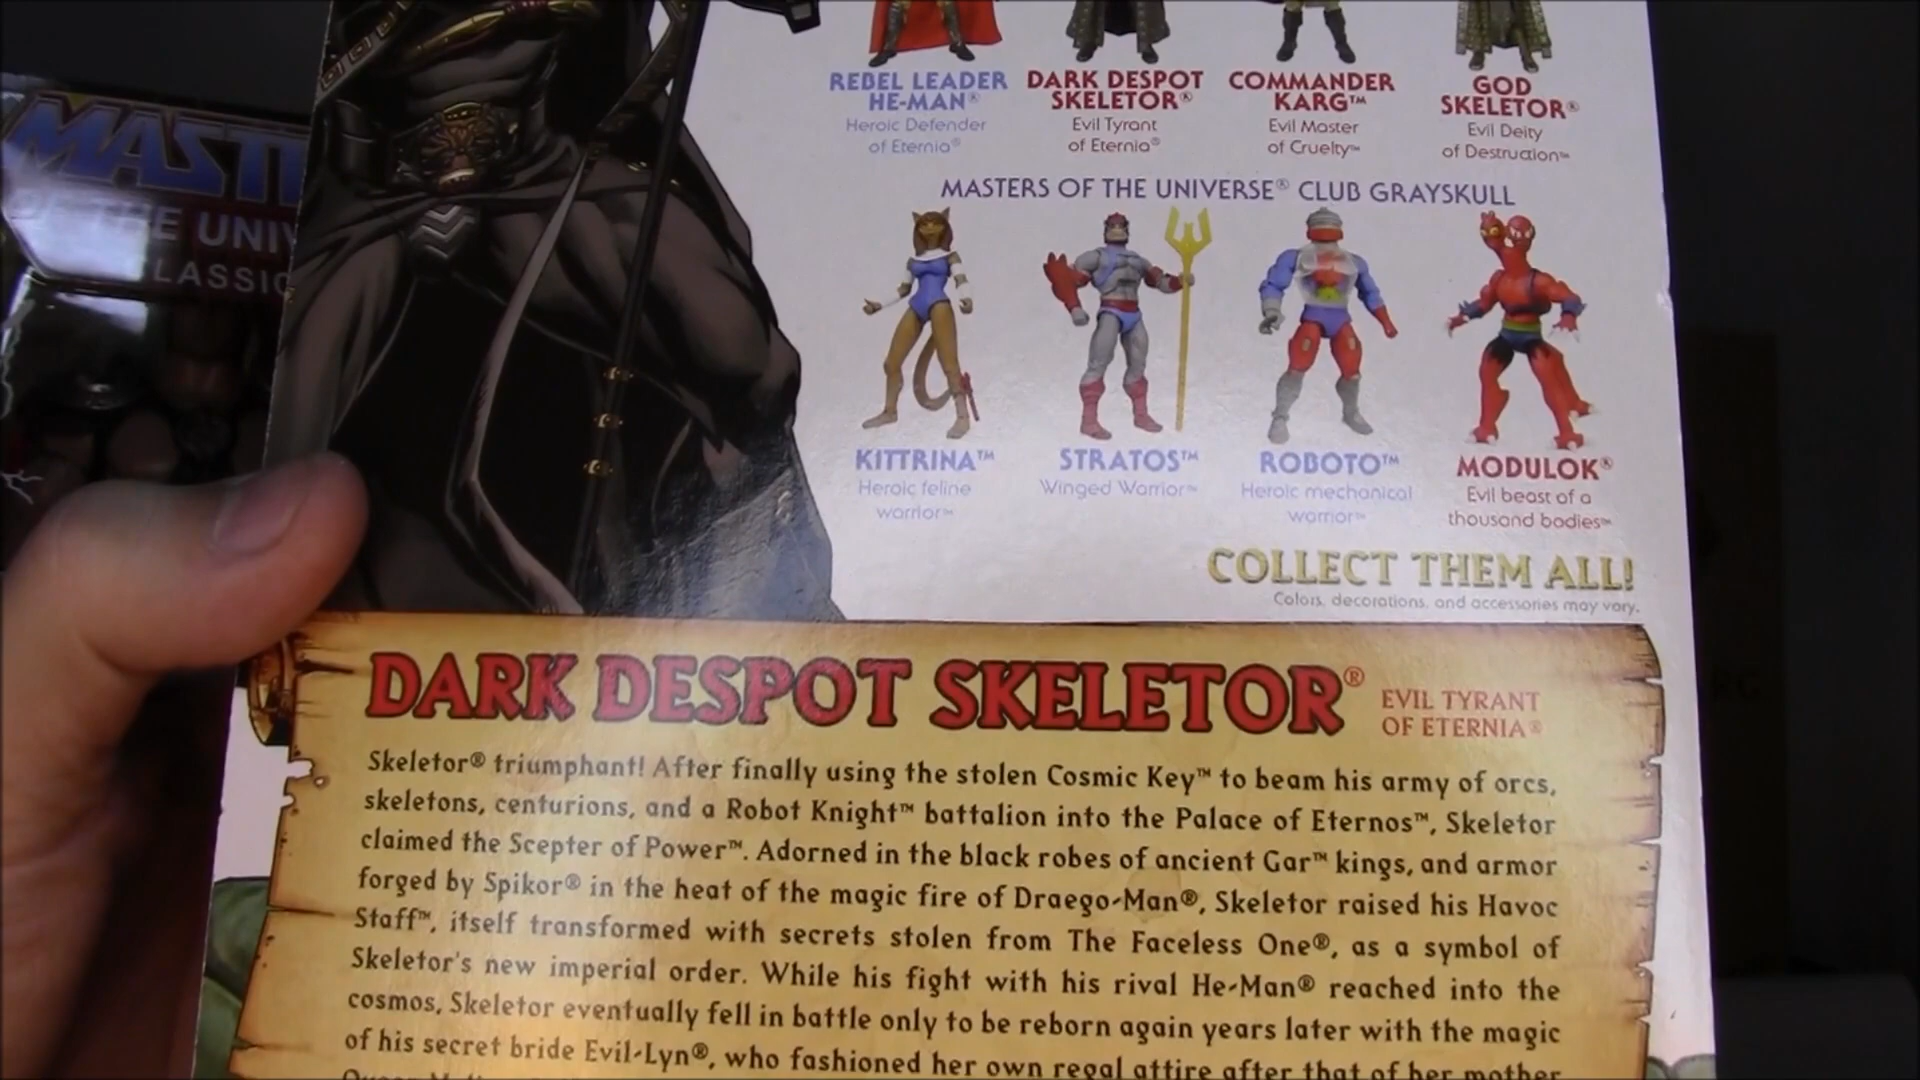 MASTE
THE UNIV
CLASSIC
REBEL LEADER HE-MAN®
Heroic Defender
of Eternia®
DARK DESPOT
SKELETOR®
Evil Tyrant
of Eternia®
COMMANDER
KARG™
Evil Master
of Cruelty™
GOD
SKELETOR®
Evil Deity
of Destruction™
MASTERS OF THE UNIVERSE® CLUB GRAYSKULL
KITTRINA™
Heroic feline
warrior™
STRATOS™
Winged Warrior™
ROBOTO™
Heroic mechanical
warrior™
MODULOK®
Evil beast of a
thousand bodies™
COLLECT THEM ALL!
Colors, decorations, and accessories may vary.
DARK DESPOT SKELETOR®
EVIL TYRANT
OF ETERNIA®
Skeletor® triumphant! After finally using the stolen Cosmic Key™ to beam his army of orcs,
skeletons, centurions, and a Robot Knight™ battalion into the Palace of Eternos™, Skeletor
claimed the Scepter of Power™. Adorned in the black robes of ancient Gar™ kings, and armor
forged by Spikor® in the heat of the magic fire of Draego-Man®, Skeletor raised his Havoc
Staff™, itself transformed with secrets stolen from The Faceless One®, as a symbol of
Skeletor's new imperial order. While his fight with his rival He-Man® reached into the
cosmos, Skeletor eventually fell in battle only to be reborn again years later with the magic
of his secret bride Evil-Lyn®, who fashioned her own regal attire after that of her mother